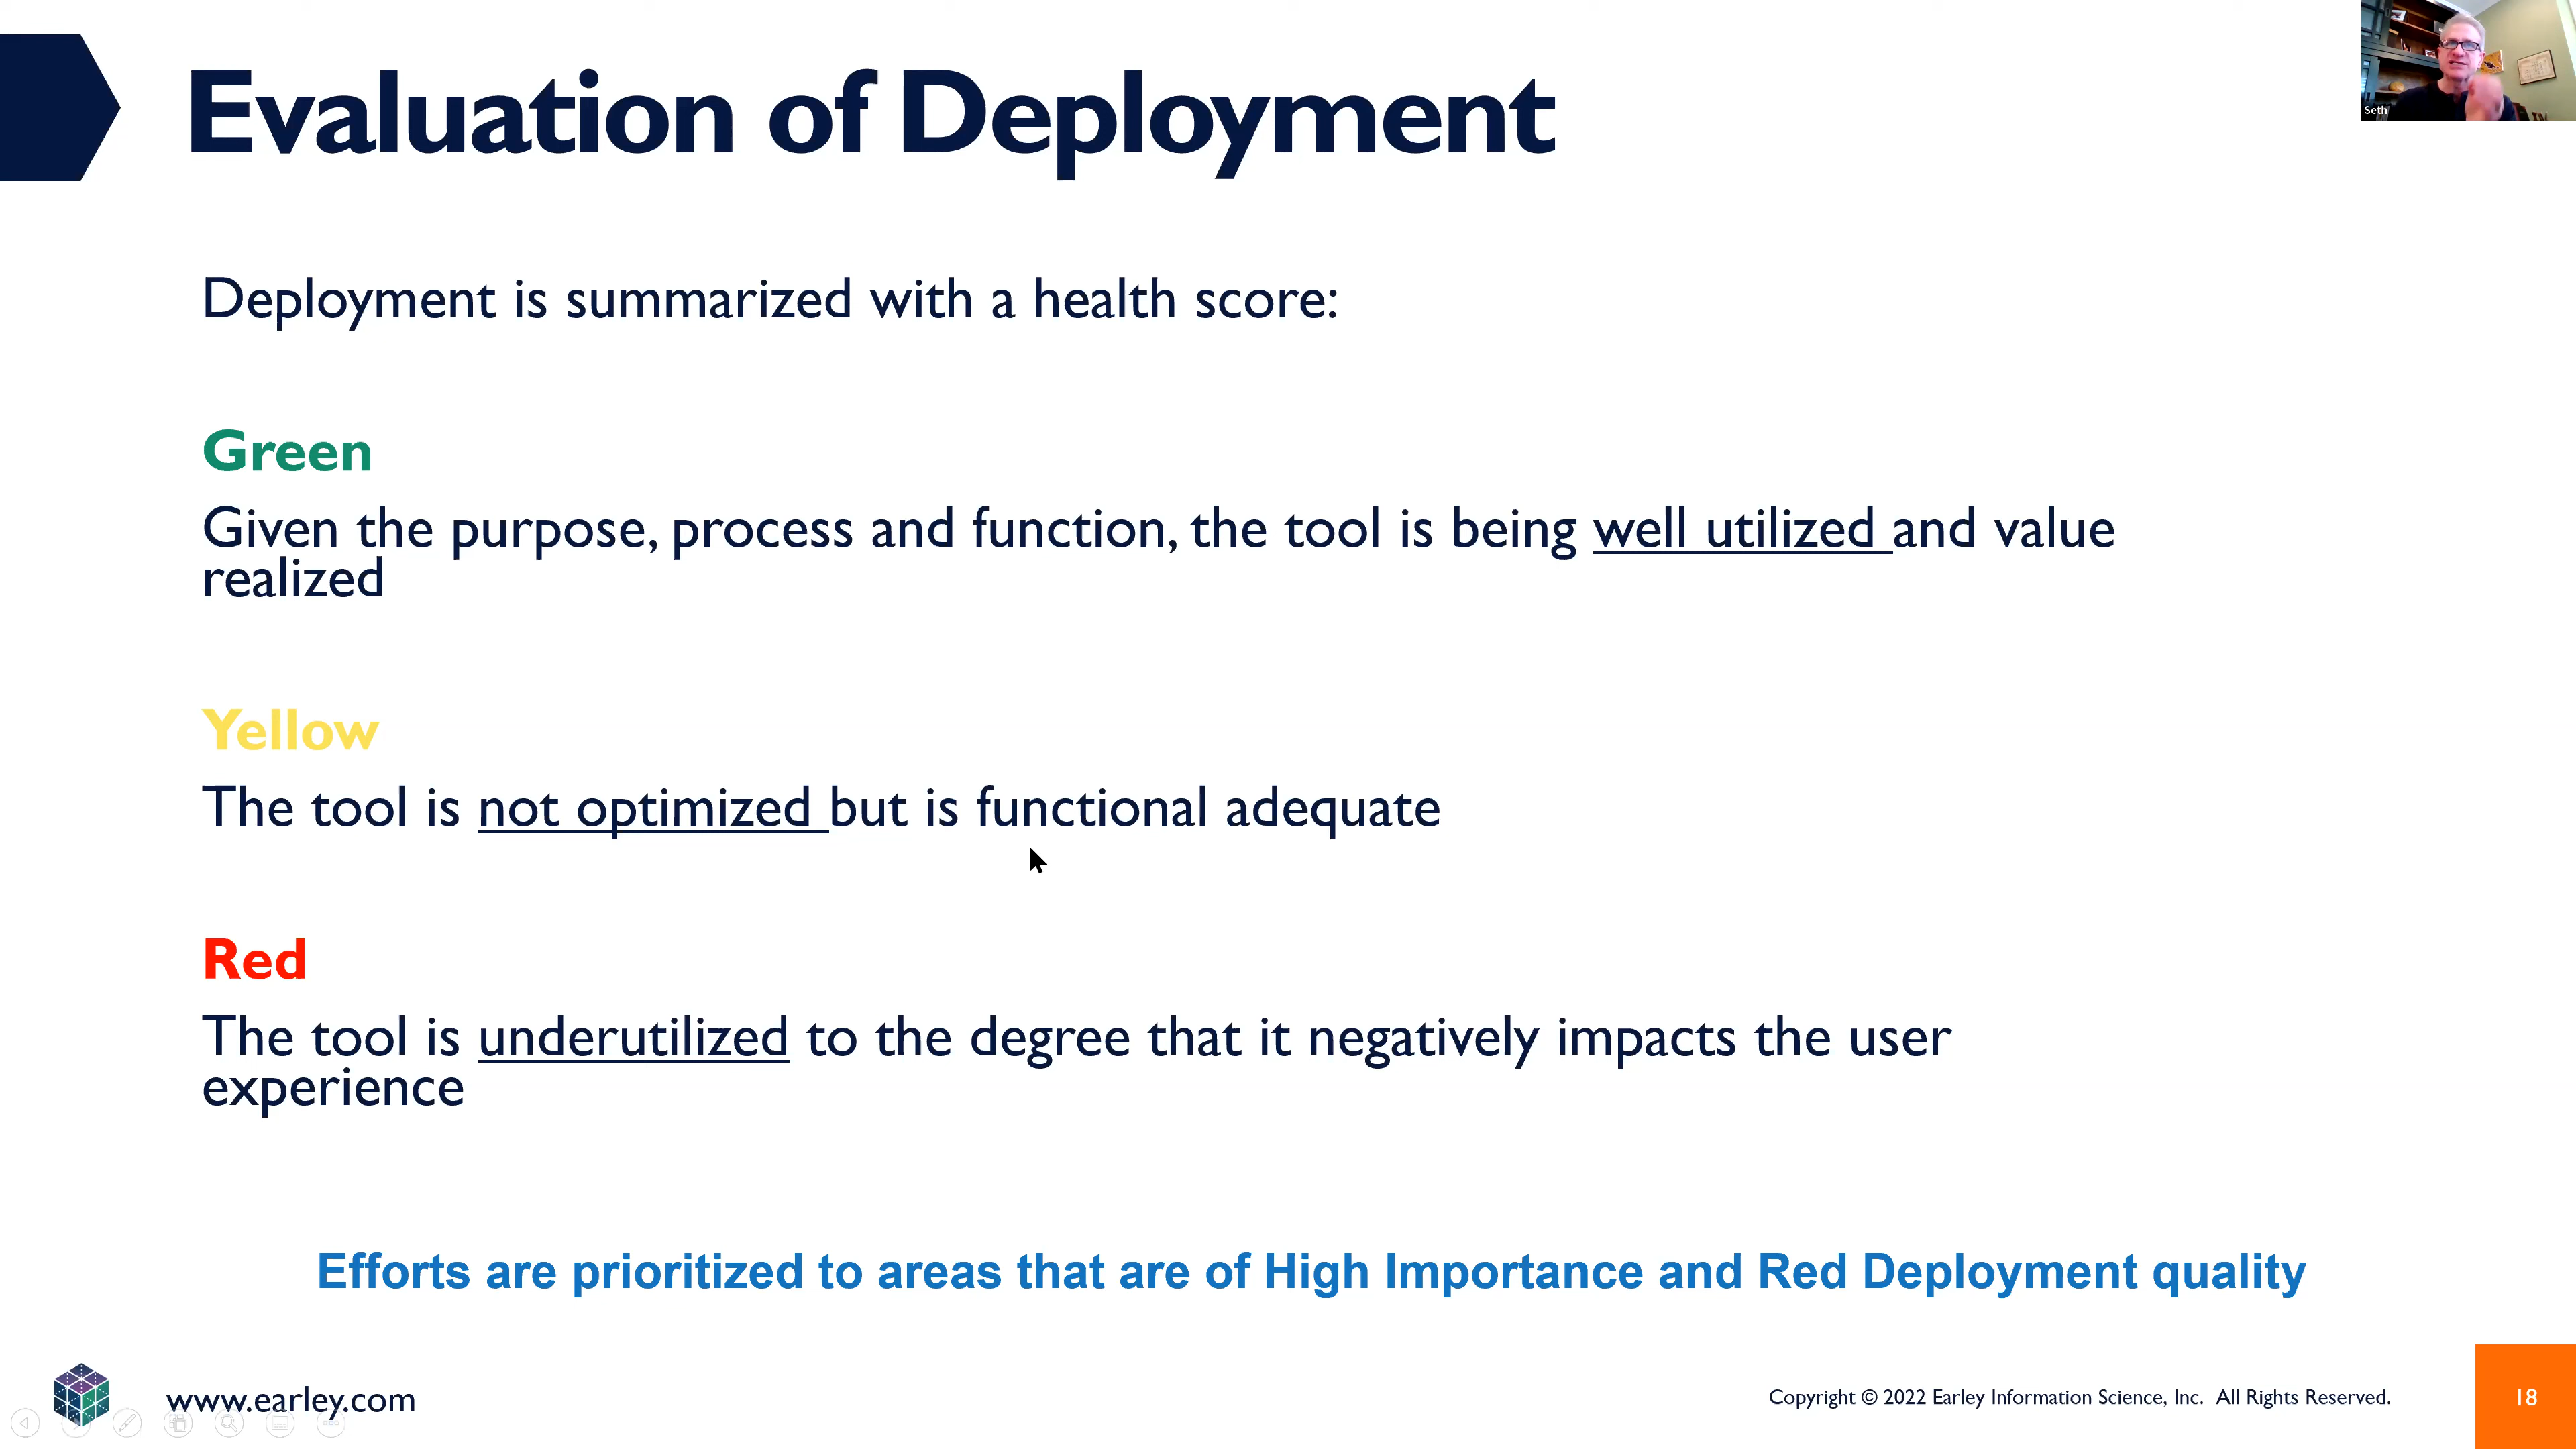 Evaluation of Deployment
Seth
Deployment is summarized with a health score:
Green
Given the purpose, process and function, the tool is being well utilized and value
realized
Yellow
The tool is not optimized but is functional adequate
Red
The tool is underutilized to the degree that it negatively impacts the user
experience
Efforts are prioritized to areas that are of High Importance and Red Deployment quality
www.earley.com
Copyright © 2022 Earley Information Science, Inc. All Rights Reserved.
18